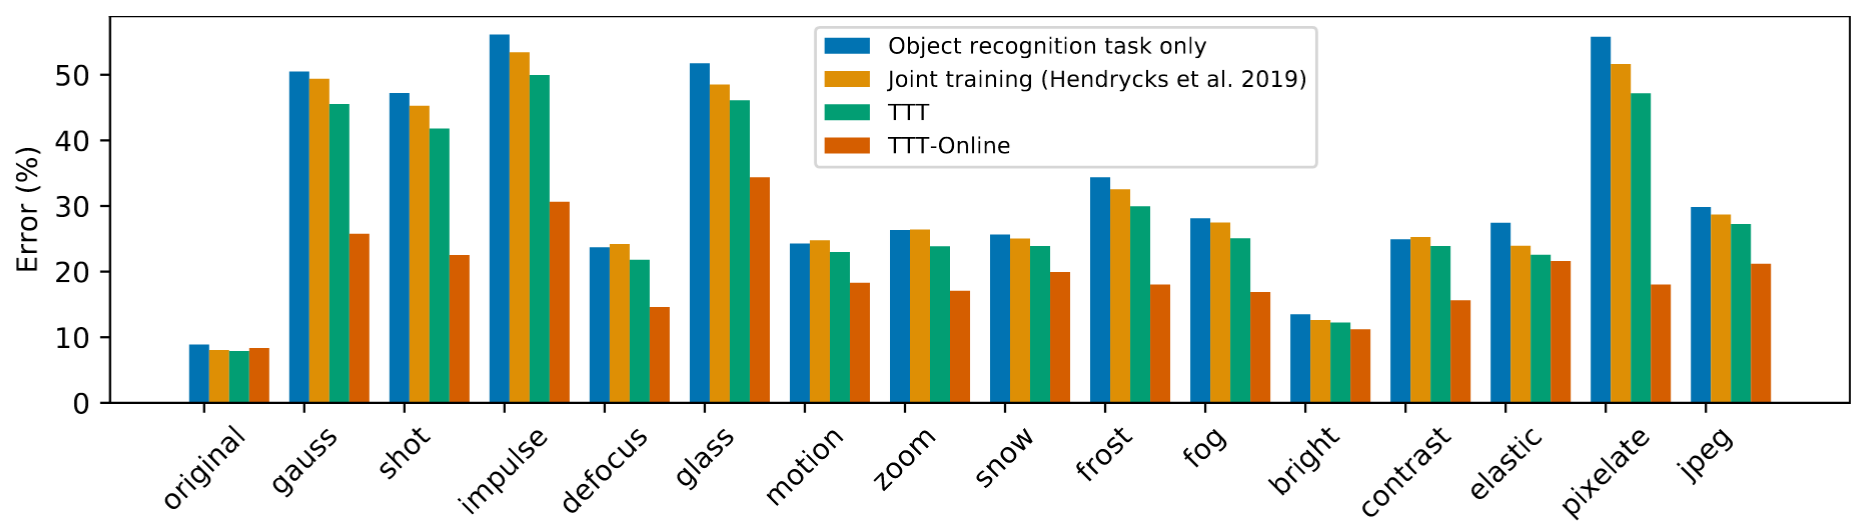 Error (%)
50
40
30
20
10
0
Object recognition task only
Joint training (Hendrycks et al. 2019)
TTT
TTT-Online
original
gauss
shot
impulse
defocus
glass
motion
zoom
snow
frost
fog
bright
contrast
elastic
pixelate
jpeg